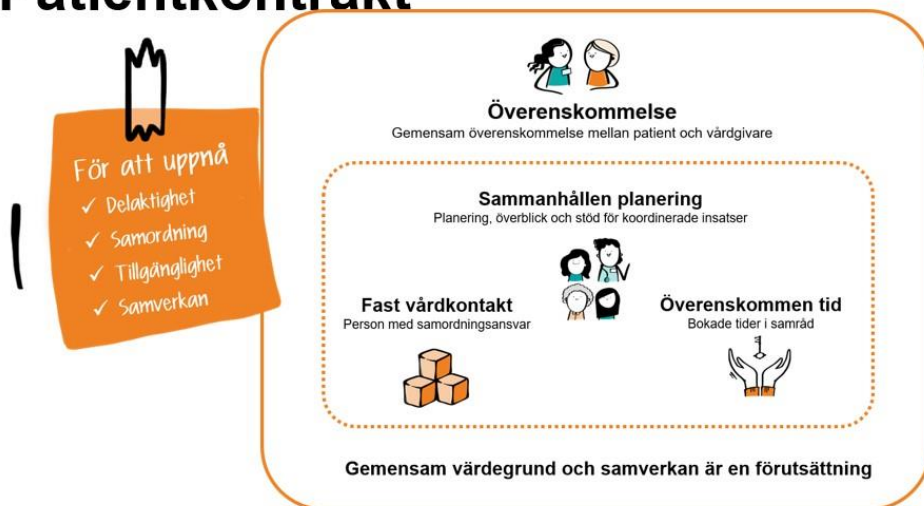 Patientkontrakt
För att uppnå
✓ Delaktighet
✓ Samordning
✓ Tillgänglighet
✓ Samverkan
Överenskommelse
Gemensam överenskommelse mellan patient och vårdgivare
Sammanhållen planering
Planering, överblick och stöd för koordinerade insatser
Fast vårdkontakt
Person med samordningsansvar
Överenskommen tid
Bokade tider i samråd
Gemensam värdegrund och samverkan är en förutsättning